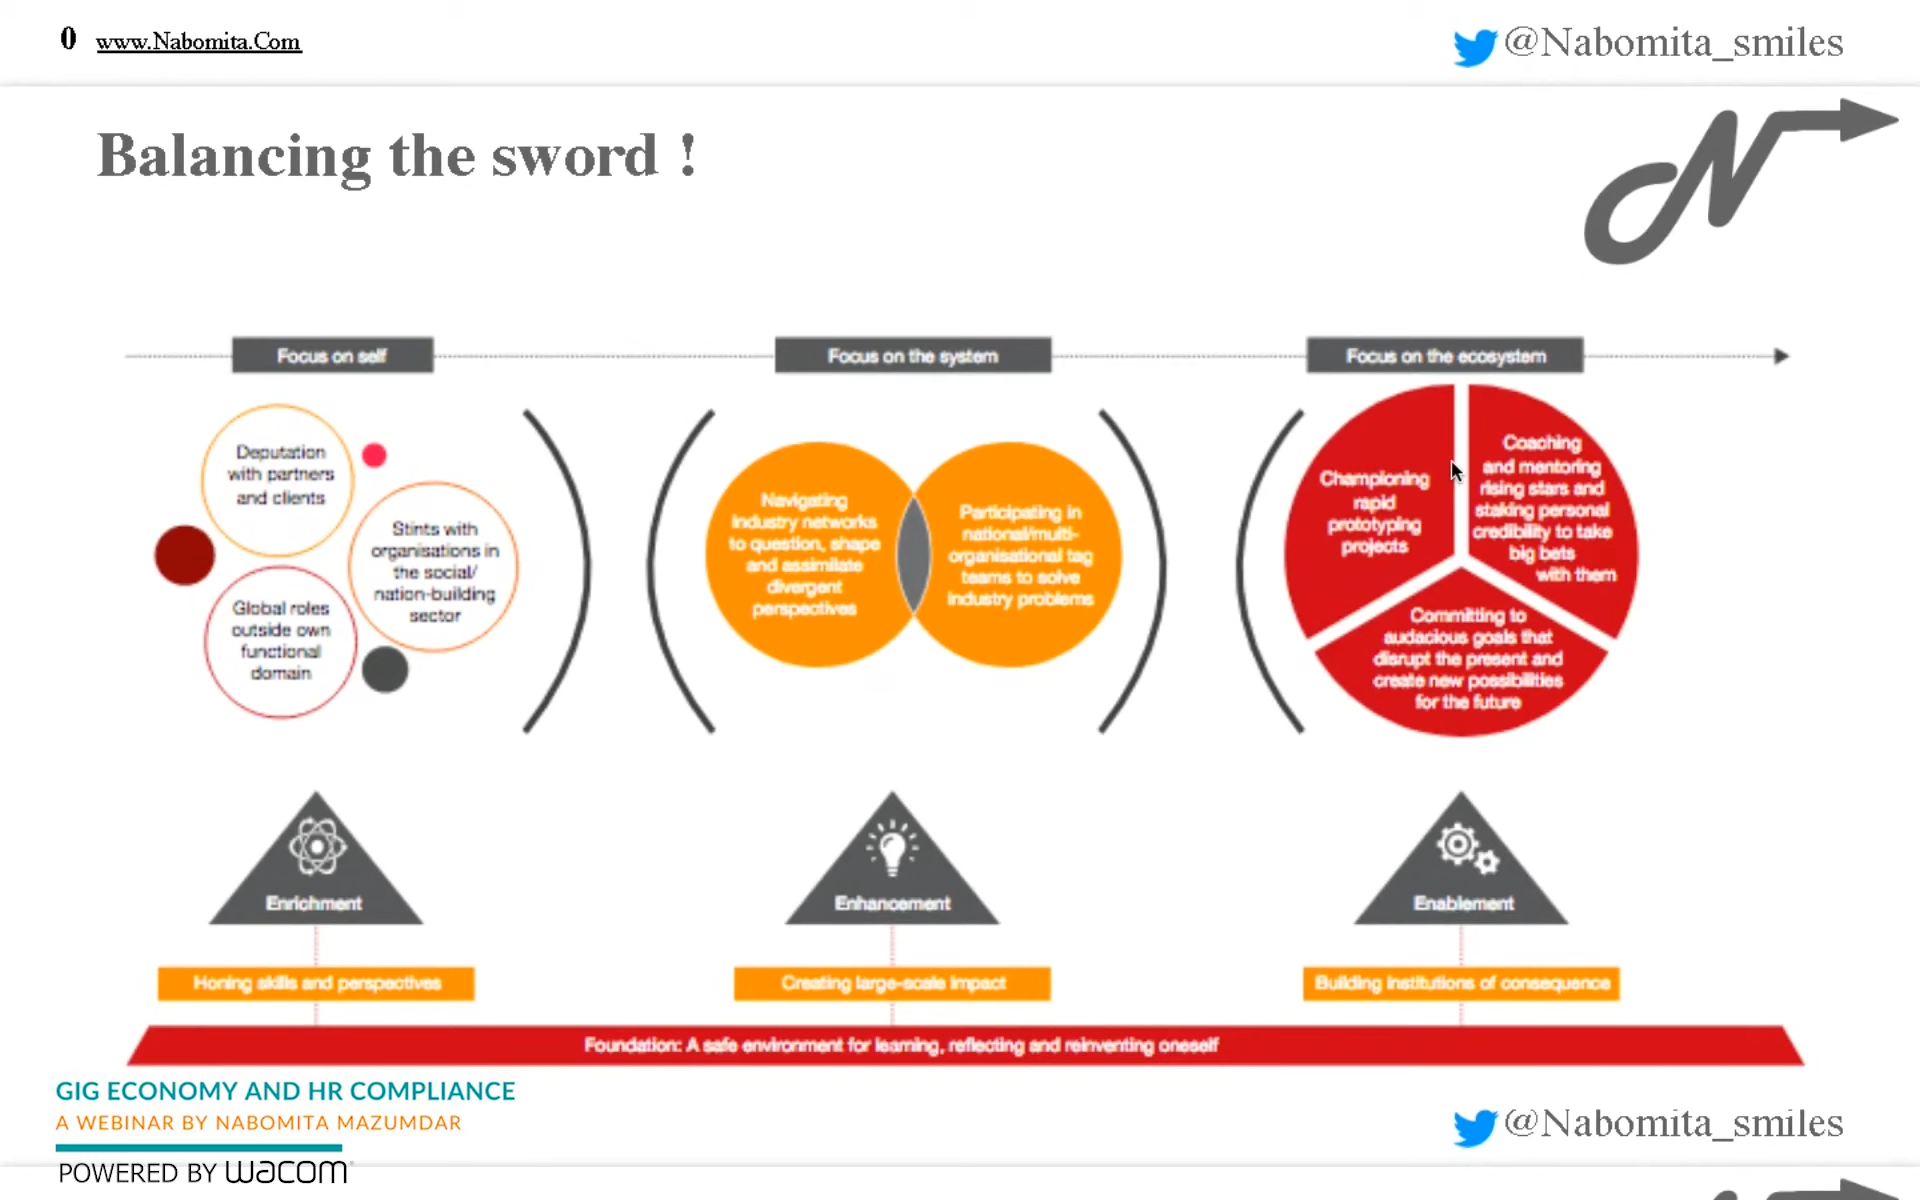 0 www.Nabomita.Com
@Nabomita_smiles
Balancing the sword !
Focus on self
Focus on the system
Focus on the ecosystem
Deputation
with partners
and clients
Stints with
organisations in
the social/
nation-building
sector
Global roles
outside own
functional
domain
Navigating
industry networks
to question, shape
and assimilate
divergent
perspectives
Participating in
national/multi-
organisational tag
teams to solve
industry problems
Championing
rapid
prototyping
projects
Coaching
and mentoring
rising stars and
staking personal
credibility to take
big bets
with them
Committing to
audacious goals that
disrupt the present and
create new possibilities
for the future
Enrichment
Enhancement
Enablement
Honing skills and perspectives
Creating large-scale impact
Building institutions of consequence
Foundation: A safe environment for learning, reflecting and reinventing oneself
GIG ECONOMY AND HR COMPLIANCE
A WEBINAR BY NABOMITA MAZUMDAR
POWERED BY wacom
@Nabomita_smiles